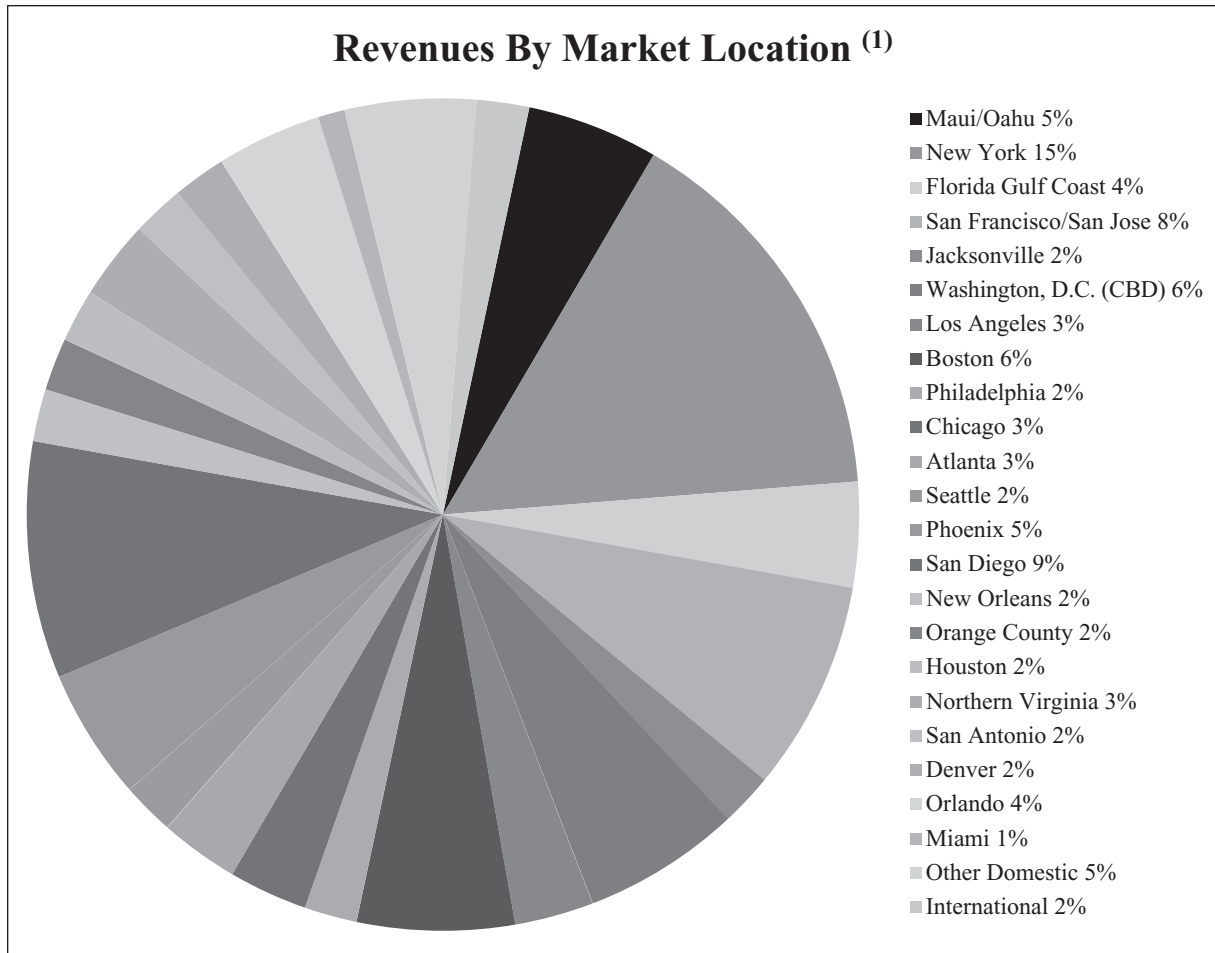 Revenues By Market Location (1)
Maui/Oahu 5%
New York 15%
Florida Gulf Coast 4%
San Francisco/San Jose 8%
Jacksonville 2%
Washington, D.C. (CBD) 6%
Los Angeles 3%
Boston 6%
Philadelphia 2%
Chicago 3%
Atlanta 3%
Seattle 2%
Phoenix 5%
San Diego 9%
New Orleans 2%
Orange County 2%
Houston 2%
Northern Virginia 3%
San Antonio 2%
Denver 2%
Orlando 4%
Miami 1%
Other Domestic 5%
International 2%